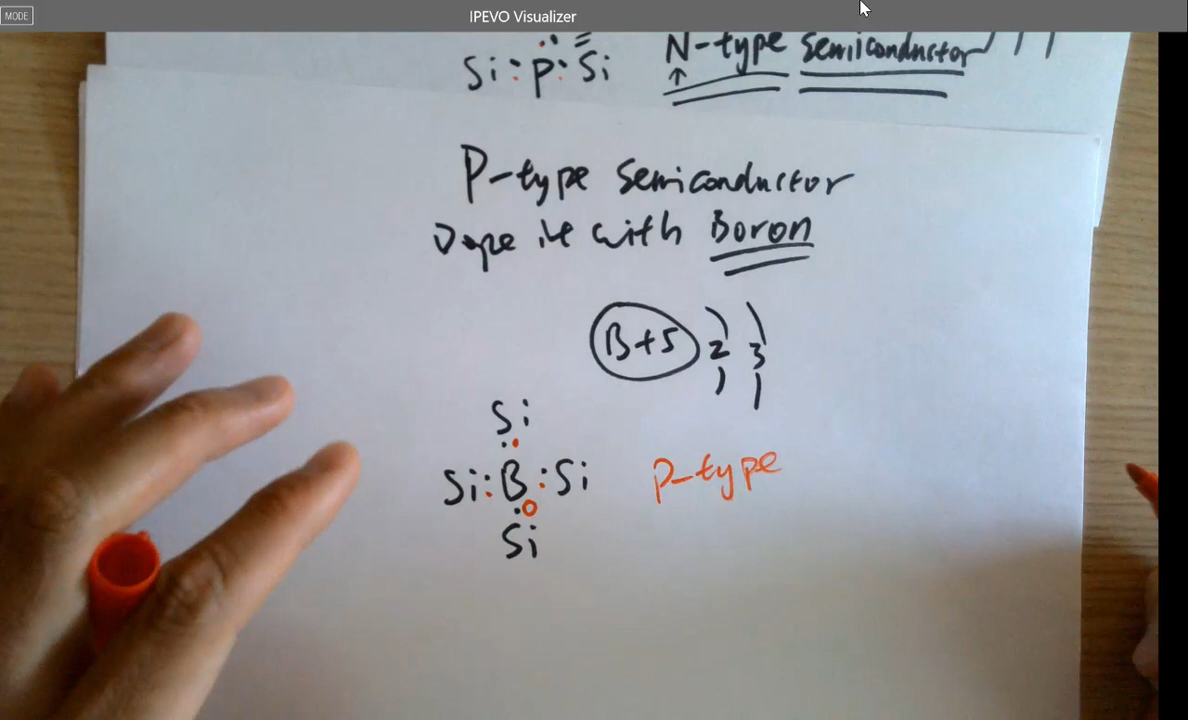 MODE
IPEVO Visualizer
Si:P:Si N-type Semiconductor
P-type Semiconductor
Dope it with Boron
B+5 2 3
Si
Si:B:Si P-type
Si